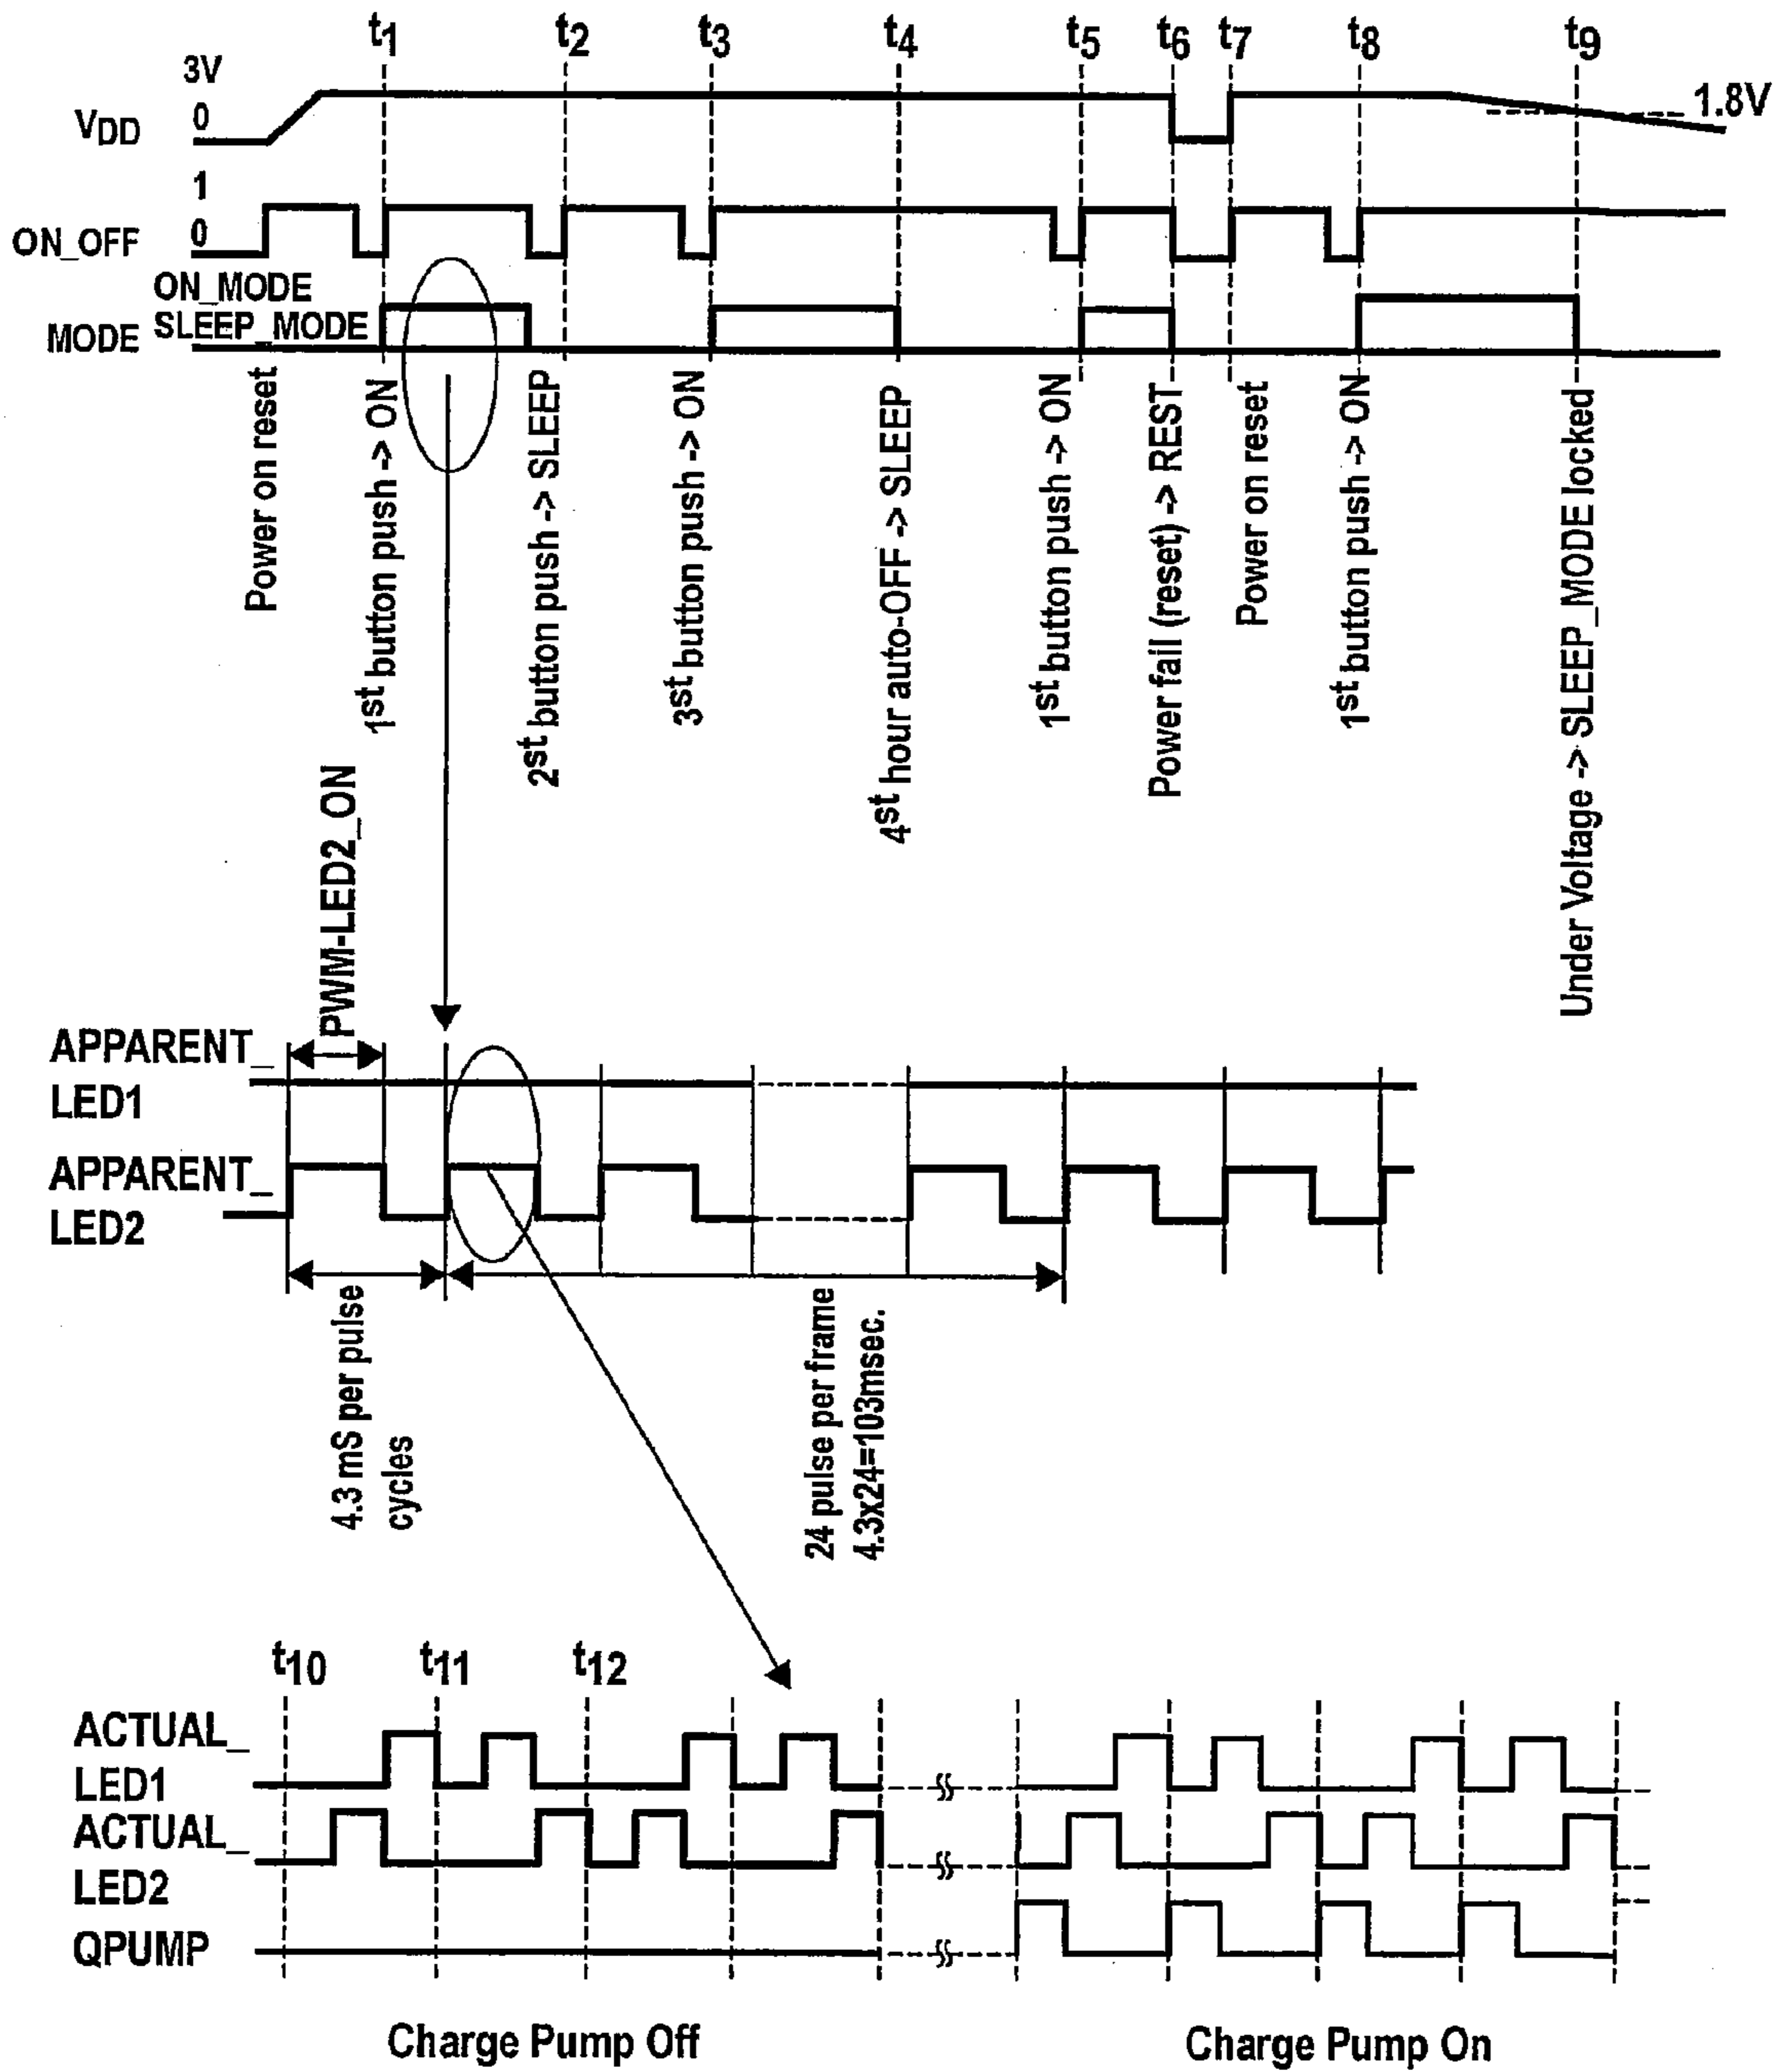 t1 t2 t3 t4 t5 t6 t7 t8 t9
3V
VDD 0
1.8V
1
ON_OFF 0
ON_MODE
MODE SLEEP_MODE
Power on reset
1st button push -> ON
2st button push -> SLEEP
3st button push -> ON
4st hour auto-OFF -> SLEEP
1st button push -> ON
Power fail (reset) -> REST
Power on reset
1st button push -> ON
Under Voltage -> SLEEP_MODE locked
PWM-LED2_ON
APPARENT_
LED1
APPARENT_
LED2
4.3 mS per pulse
cycles
24 pulse per frame
4.3x24=103msec.
t10 t11 t12
ACTUAL_
LED1
ACTUAL_
LED2
QPUMP
Charge Pump Off
Charge Pump On